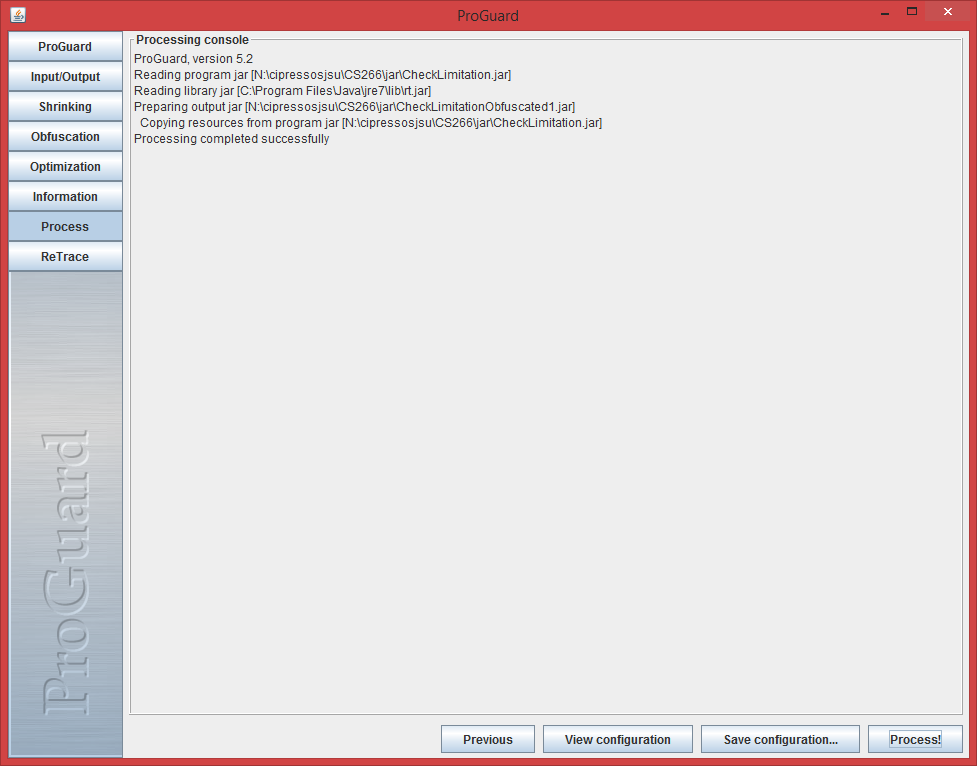 ProGuard
ProGuard
Input/Output
Shrinking
Obfuscation
Optimization
Information
Process
ReTrace
ProGuard
Processing console
ProGuard, version 5.2
Reading program jar [N:\cipressosjsu\CS266\jar\CheckLimitation.jar]
Reading library jar [C:\Program Files\Java\jre7\lib\rt.jar]
Preparing output jar [N:\cipressosjsu\CS266\jar\CheckLimitationObfuscated1.jar]
Copying resources from program jar [N:\cipressosjsu\CS266\jar\CheckLimitation.jar]
Processing completed successfully
Previous
View configuration
Save configuration...
Process!